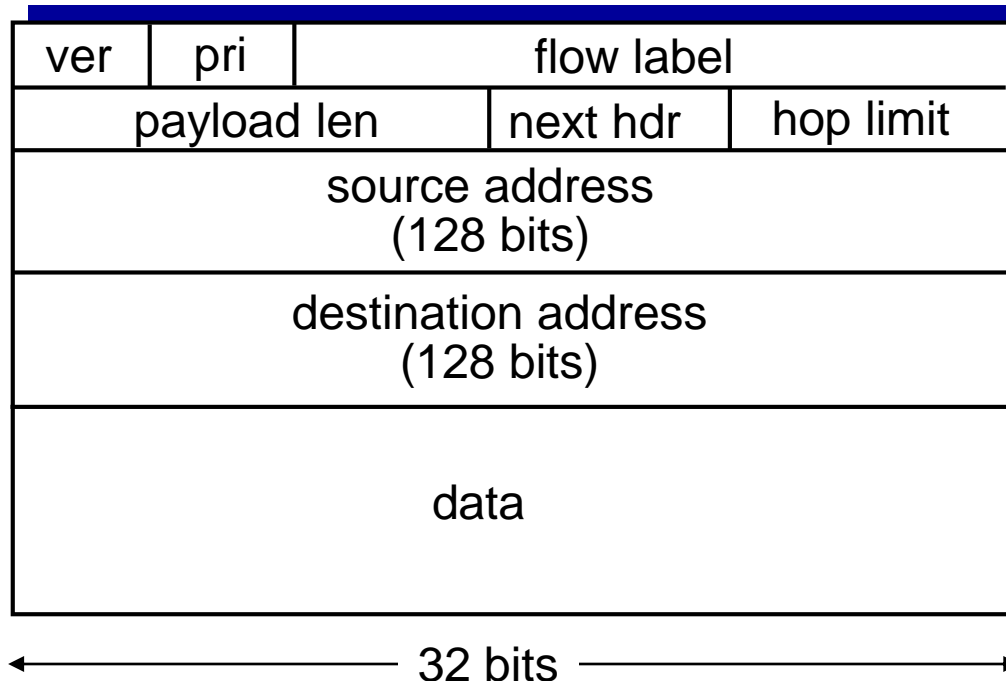 ver pri flow label
payload len next hdr hop limit
source address
(128 bits)
destination address
(128 bits)
data
32 bits